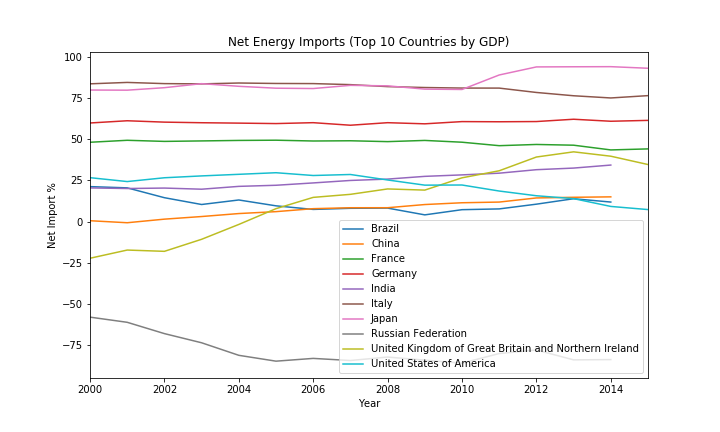 Net Energy Imports (Top 10 Countries by GDP)
100
75
50
25
0
−25
−50
−75
Net Import %
2000
2002
2004
2006
2008
2010
2012
2014
Year
Brazil
China
France
Germany
India
Italy
Japan
Russian Federation
United Kingdom of Great Britain and Northern Ireland
United States of America